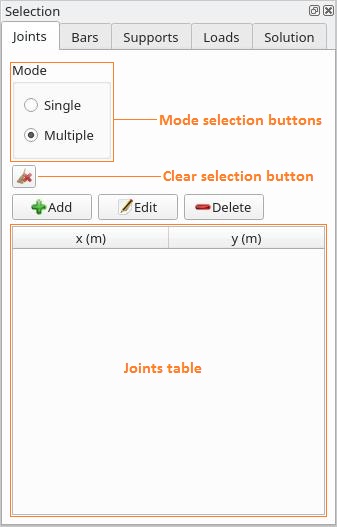 Selection
Joints Bars Supports Loads Solution
Mode
Single
Multiple
Mode selection buttons
Clear selection button
Add Edit Delete
x (m) y (m)
Joints table